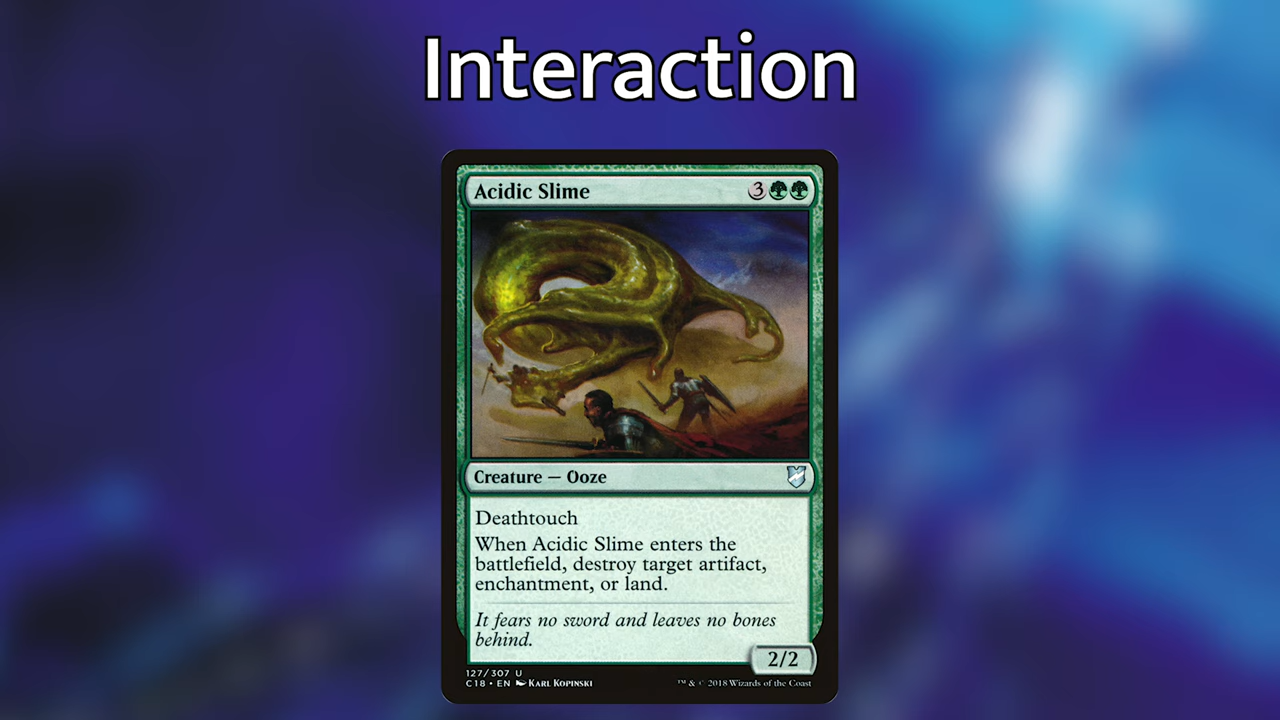 Interaction
Acidic Slime 3
Creature — Ooze
Deathtouch
When Acidic Slime enters the
battlefield, destroy target artifact,
enchantment, or land.
It fears no sword and leaves no bones
behind.
2/2
127/307 U
C18 • EN Karl Kopinski
™ & © 2018 Wizards of the Coast